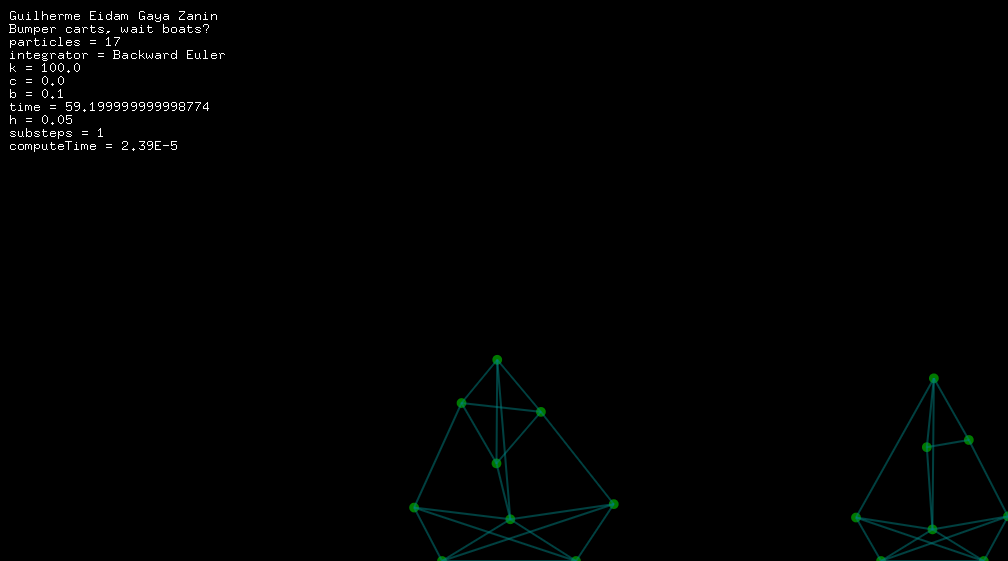 Guilherme Eidam Gaya Zanin
Bumper carts, wait boats?
particles = 17
integrator = Backward Euler
k = 100.0
c = 0.0
b = 0.1
time = 59.199999999998774
h = 0.05
substeps = 1
computeTime = 2.39E-5